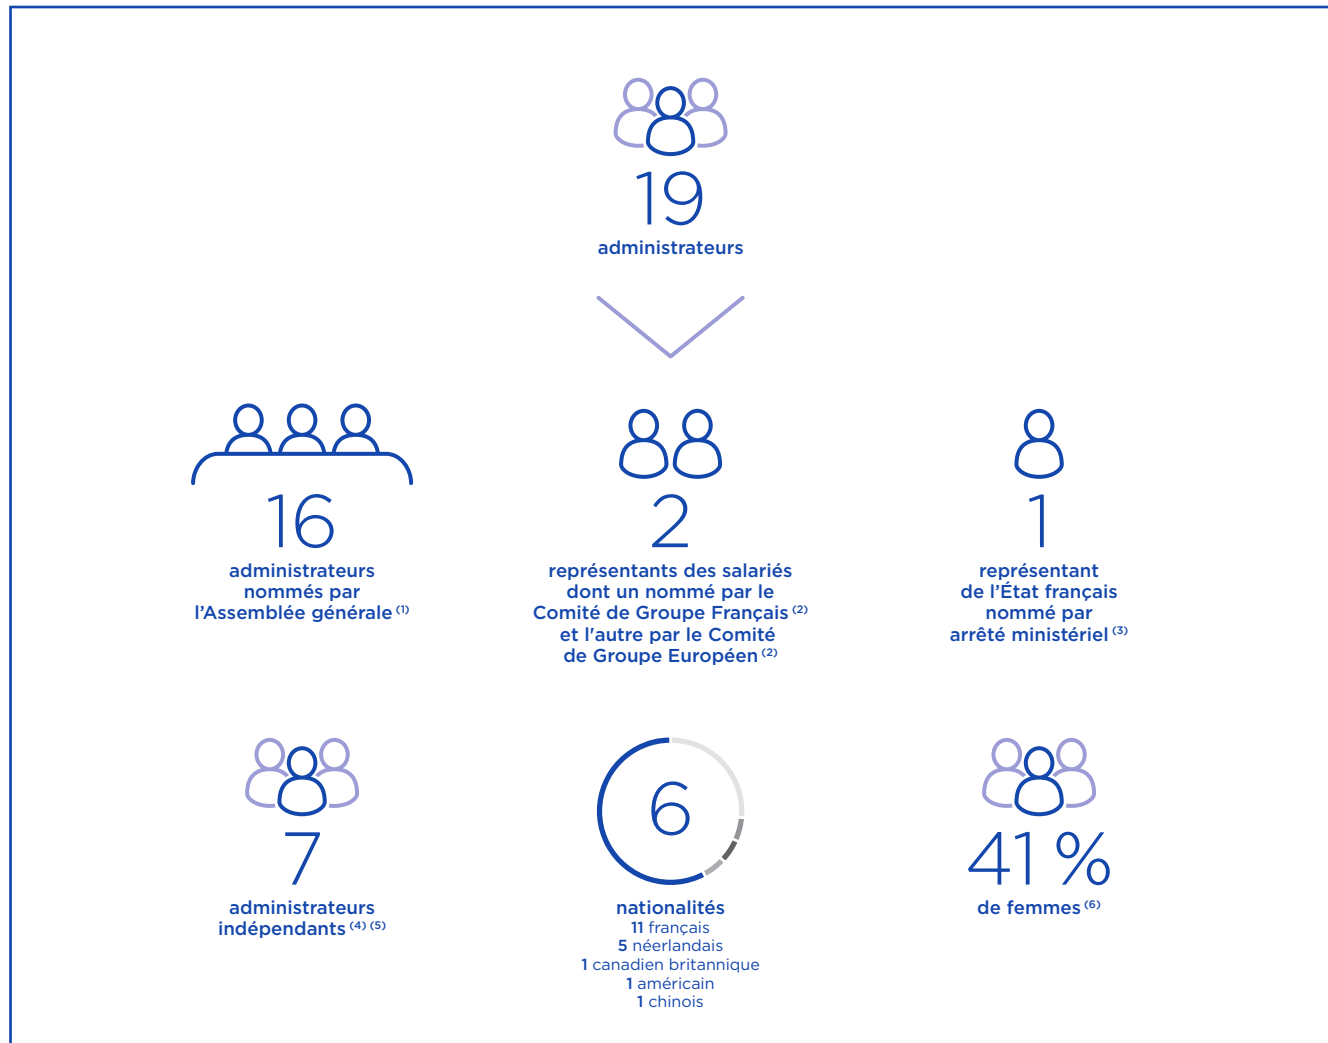 19
administrateurs
16
administrateurs
nommés par
l'Assemblée générale (1)
2
représentants des salariés
dont un nommé par le
Comité de Groupe Français (2)
et l'autre par le Comité
de Groupe Européen (2)
1
représentant
de l'État français
nommé par
arrêté ministériel (3)
7
administrateurs
indépendants (4) (5)
6
nationalités
11 français
5 néerlandais
1 canadien britannique
1 américain
1 chinois
41 %
de femmes (6)